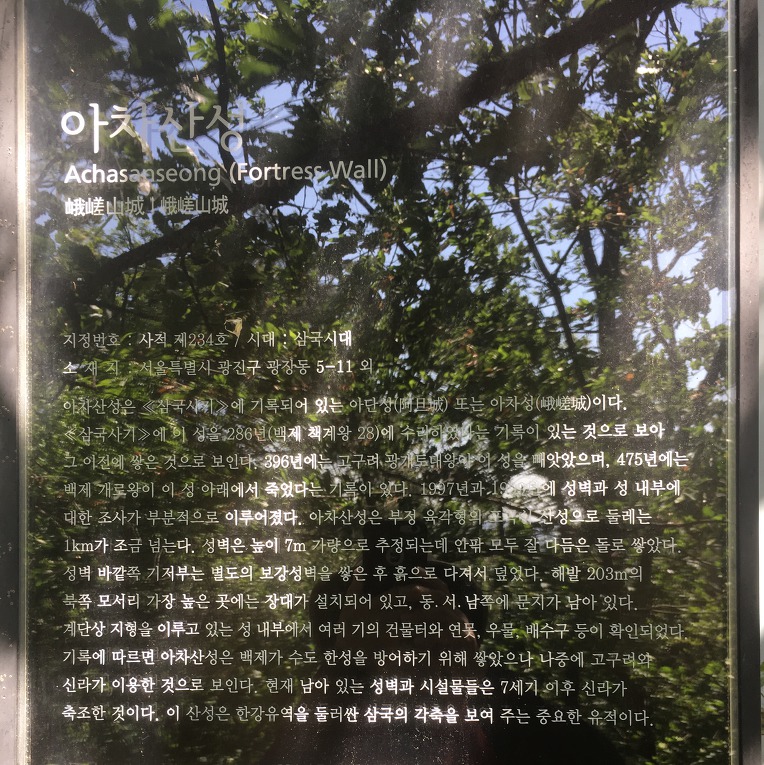 아차산성
Achasanseong (Fortress Wall)
峨嵯山城 | 峨嵯山城
지정번호 : 사적 제234호 / 시대 : 삼국시대
소 재 지 : 서울특별시 광진구 광장동 5-11 외
아차산성은 ≪삼국사기≫에 기록되어 있는 아단성(阿旦城) 또는 아차성(峨嵯城)이다.
≪삼국사기≫에 이 성을 286년(백제 책계왕 28)에 수리하였다는 기록이 있는 것으로 보아
그 이전에 쌓은 것으로 보인다. 396년에는 고구려 광개토대왕이 이 성을 빼앗았으며, 475년에는
백제 개로왕이 이 성 아래에서 죽었다는 기록이 있다. 1997년과 에 성벽과 성 내부에
대한 조사가 부분적으로 이루어졌다. 아차산성은 부정 육각형의 산성으로 둘레는
1km가 조금 넘는다. 성벽은 높이 7m 가량으로 추정되는데 안팎 모두 잘 다듬은 돌로 쌓았다.
성벽 바깥쪽 기저부는 별도의 보강성벽을 쌓은 후 흙으로 다져서 덮었다. 해발 203m의
북쪽 모서리 가장 높은 곳에는 장대가 설치되어 있고, 동.서.남쪽에 문지가 남아 있다.
계단상 지형을 이루고 있는 성 내부에서 여러 기의 건물터와 연못, 우물, 배수구 등이 확인되었다.
기록에 따르면 아차산성은 백제가 수도 한성을 방어하기 위해 쌓았으나 나중에 고구려와
신라가 이용한 것으로 보인다. 현재 남아 있는 성벽과 시설물들은 7세기 이후 신라가
축조한 것이다. 이 산성은 한강유역을 둘러싼 삼국의 각축을 보여 주는 중요한 유적이다.